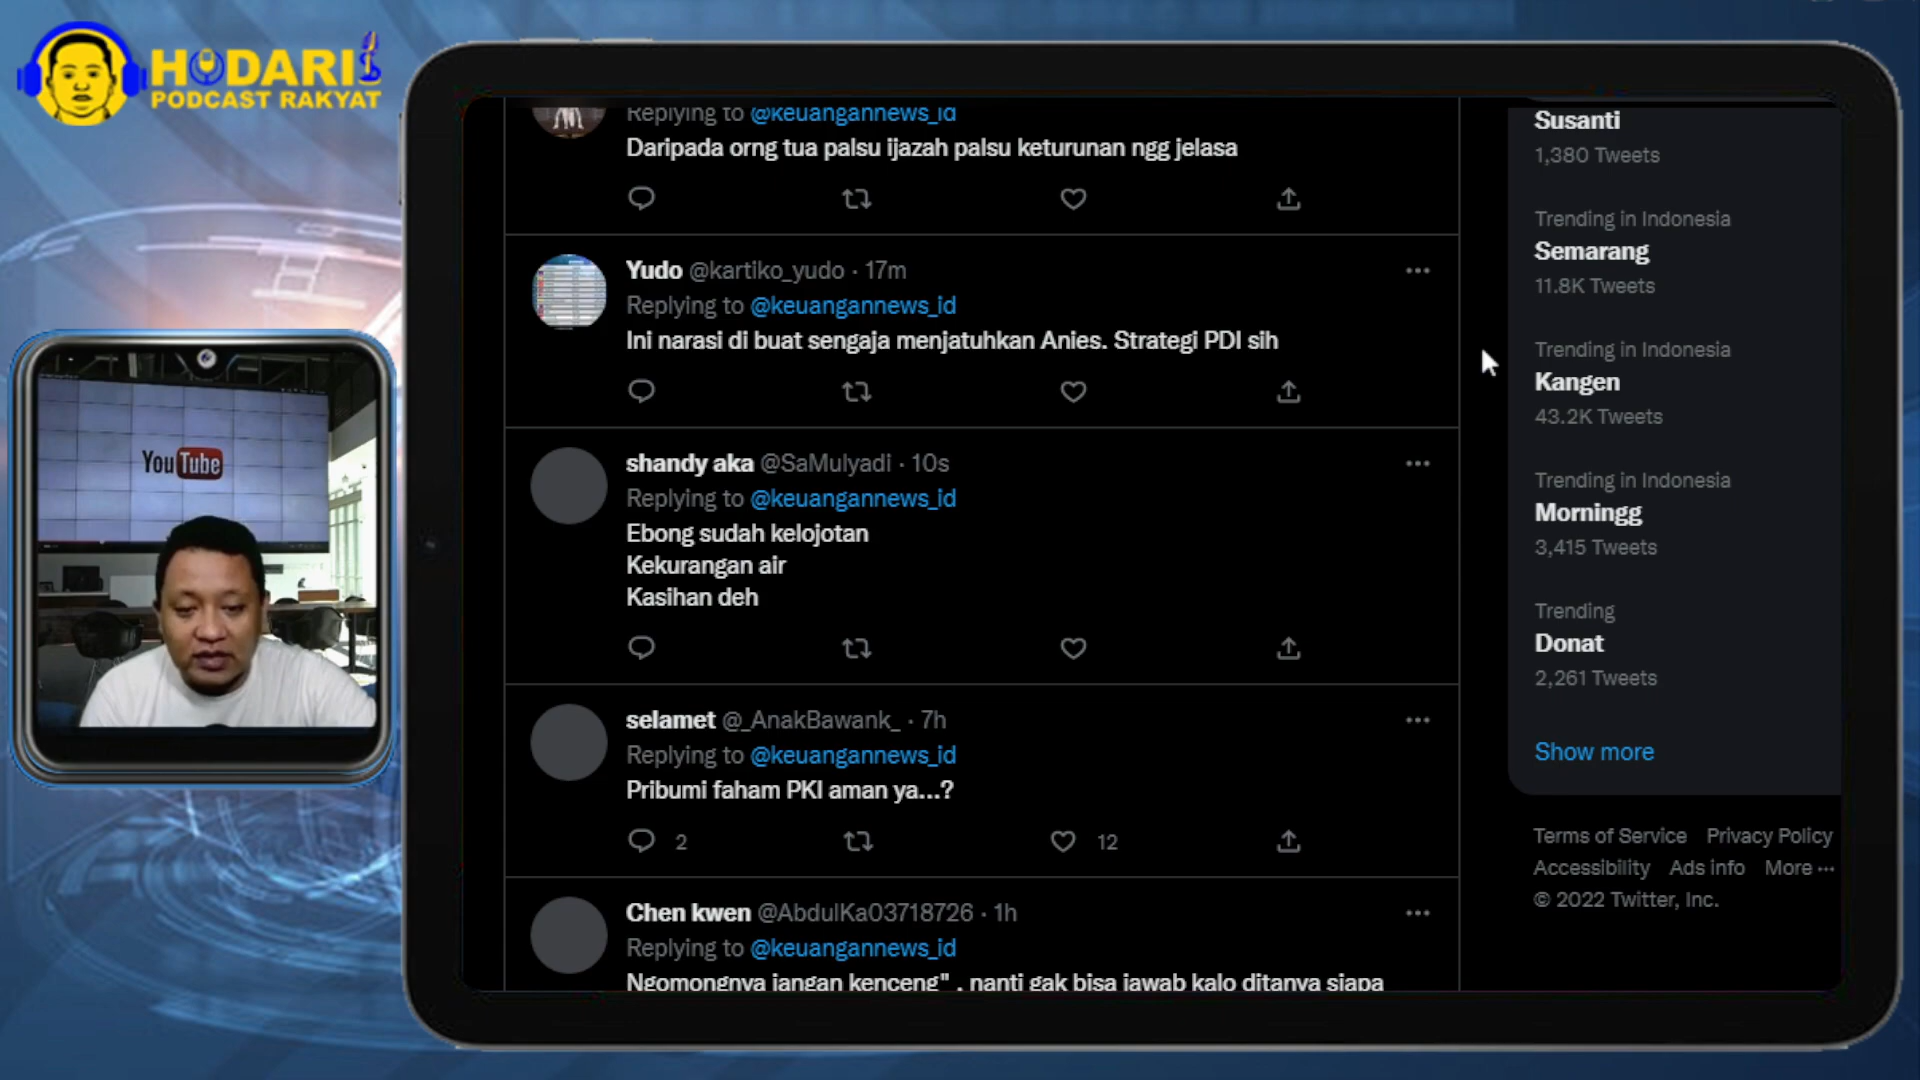 HODARI
PODCAST RAKYAT
YouTube
Replying to @keuangannews_id
Daripada orng tua palsu ijazah palsu keturunan ngg jelasa
Yudo @kartiko_yudo · 17m
Replying to @keuangannews_id
Ini narasi di buat sengaja menjatuhkan Anies. Strategi PDI sih
shandy aka @SaMulyadi · 10s
Replying to @keuangannews_id
Ebong sudah kelojotan
Kekurangan air
Kasihan deh
selamet @_AnakBawank_ · 7h
Replying to @keuangannews_id
Pribumi faham PKI aman ya...?
2 12
Chen kwen @AbdulKa03718726 · 1h
Replying to @keuangannews_id
Ngomongnya jangan kenceng" . nanti gak bisa jawab kalo ditanya siapa
Susanti
1,380 Tweets
Trending in Indonesia
Semarang
11.8K Tweets
Trending in Indonesia
Kangen
43.2K Tweets
Trending in Indonesia
Morningg
3,415 Tweets
Trending
Donat
2,261 Tweets
Show more
Terms of Service Privacy Policy
Accessibility Ads info More ···
© 2022 Twitter, Inc.